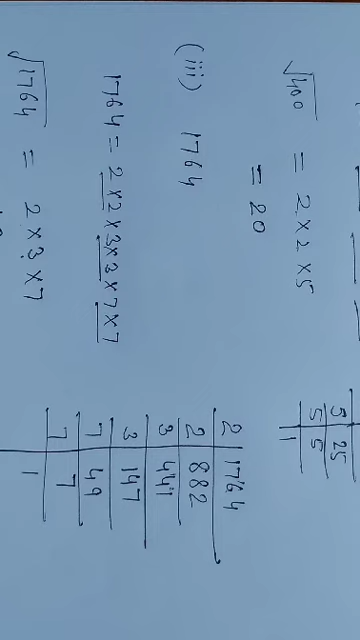 5 25
5 5
1
√400 = 2×2×5
= 20
(iii) 1764
2 1764
2 882
3 441
3 147
7 49
7 7
1
1764 = 2×2×3×3×7×7
√1764 = 2×3×7